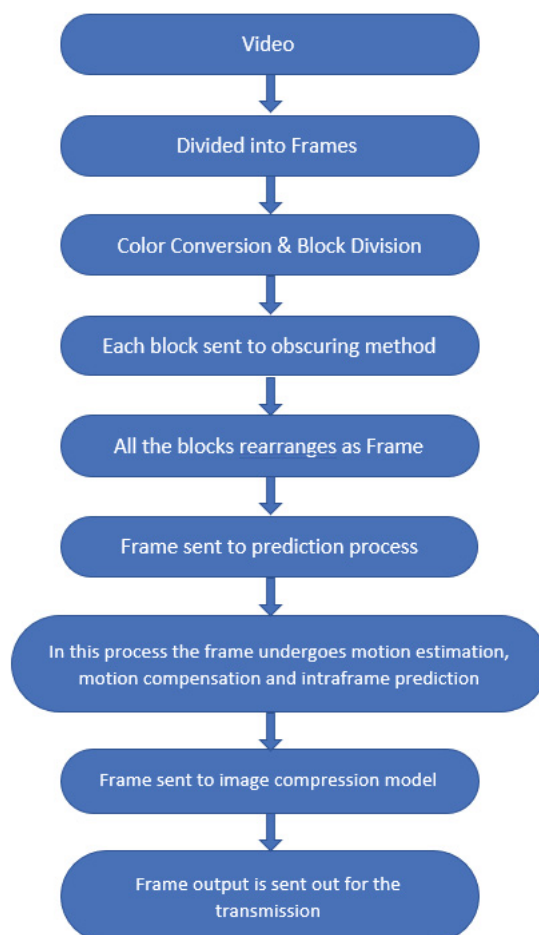 Video
Divided into Frames
Color Conversion & Block Division
Each block sent to obscuring method
All the blocks rearranges as Frame
Frame sent to prediction process
In this process the frame undergoes motion estimation,
motion compensation and intraframe prediction
Frame sent to image compression model
Frame output is sent out for the
transmission